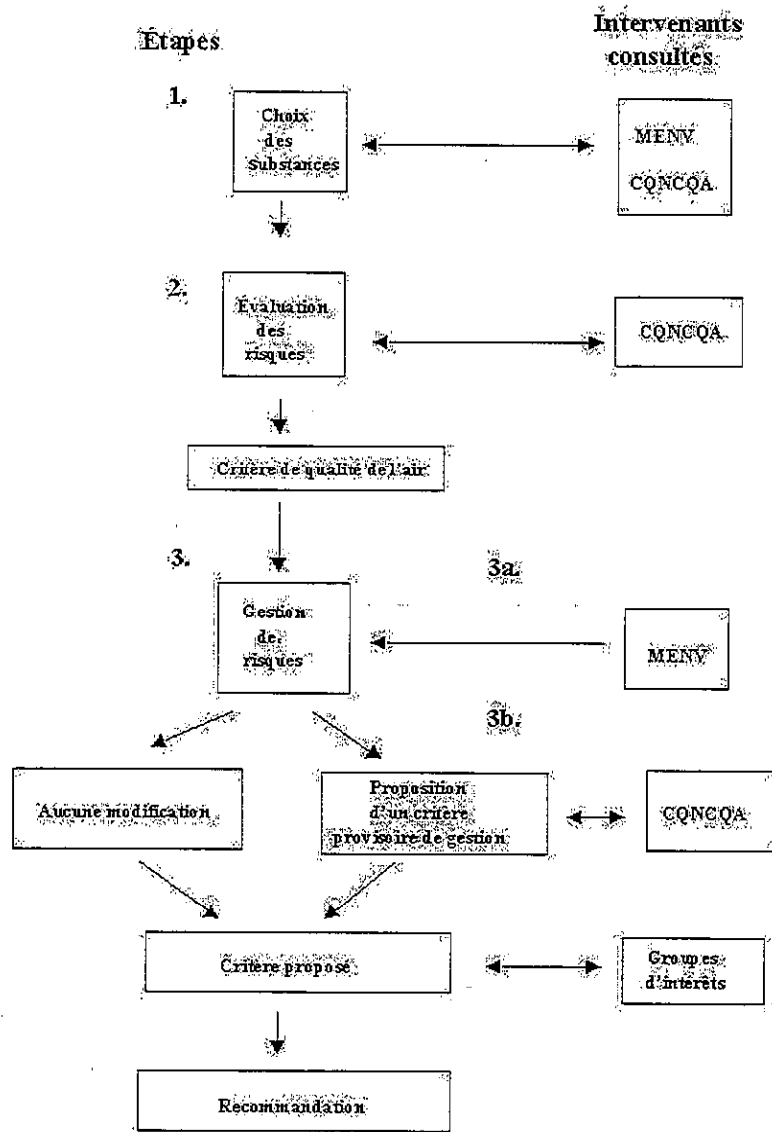 Étapes
Intervenants
consultés
1.
Choix
des
substances
MENV
CQNCQA
2.
Évaluation
des
risques
CQNCQA
Critère de qualité de l'air
3.
3a.
Gestion
de
risques
MENV
3b.
Aucune modification
Proposition
d'un critère
provisoire de gestion
CQNCQA
Critère proposé
Groupes
d'intérêts
Recommandation